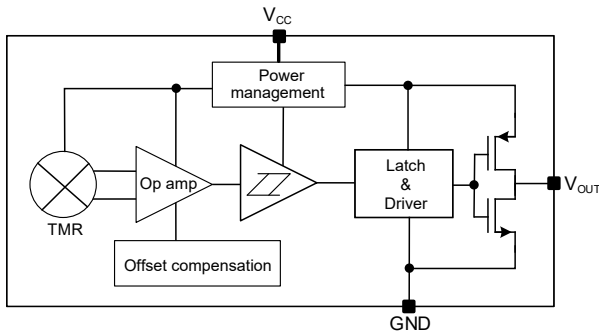 VCC
Power
management
Op amp
Latch
&
Driver
VOUT
TMR
Offset compensation
GND